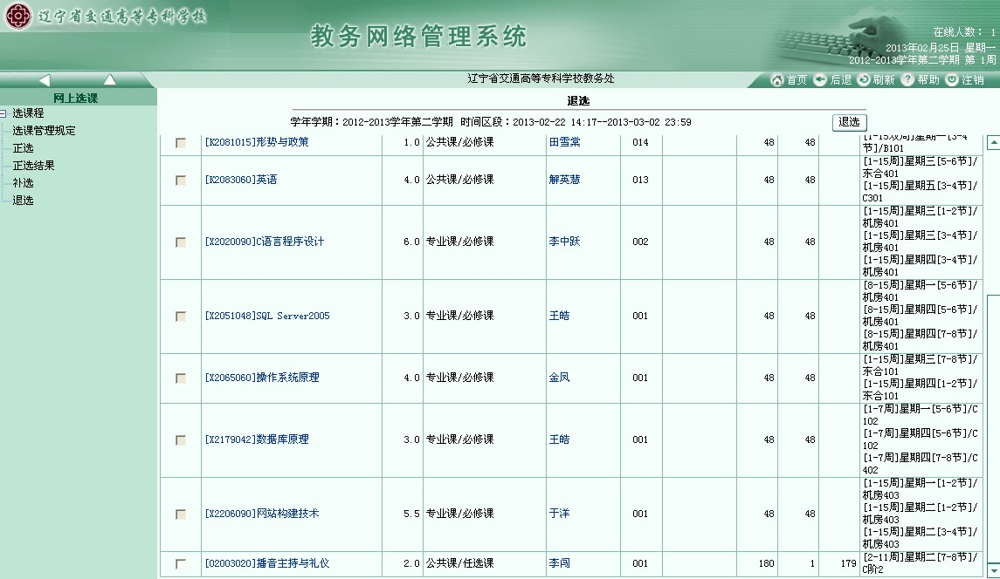 辽宁省交通高等专科学校
教务网络管理系统
在线人数： 1
2013年02月25日 星期一
2012-2013学年第二学期 第 1周
辽宁省交通高等专科学校教务处
首页 后退 刷新 帮助 注销
网上选课
选课程
选课管理规定
正选
正选结果
补选
退选
退选
学年学期：2012-2013学年第二学期 时间区段：2013-02-22 14:17--2013-03-02 23:59
退选
[K2081015]形势与政策 1.0 公共课/必修课 田雪棠 014 48 48
[1-15双周]星期一[3-4
节]/B101
[K2083060]英语 4.0 公共课/必修课 解英慧 013 48 48
[1-15周]星期三[5-6节]/
东合401
[1-15周]星期五[3-4节]/
C301
[X2020090]C语言程序设计 6.0 专业课/必修课 李中跃 002 48 48
[1-15周]星期三[1-2节]/
机房401
[1-15周]星期三[3-4节]/
机房401
[1-15周]星期四[3-4节]/
机房401
[X2051048]SQL Server2005 3.0 专业课/必修课 王皓 001 48 48
[8-15周]星期一[5-6节]/
机房401
[8-15周]星期四[5-6节]/
机房401
[8-15周]星期四[7-8节]/
机房401
[X2065060]操作系统原理 4.0 专业课/必修课 金凤 001 48 48
[1-15周]星期三[7-8节]/
东合101
[1-15周]星期四[1-2节]/
东合101
[X2179042]数据库原理 3.0 专业课/必修课 王皓 001 48 48
[1-7周]星期一[5-6节]/C
102
[1-7周]星期四[5-6节]/C
102
[1-7周]星期四[7-8节]/C
402
[X2206090]网站构建技术 5.5 专业课/必修课 于洋 001 48 48
[1-15周]星期一[1-2节]/
机房403
[1-15周]星期二[1-2节]/
机房403
[1-15周]星期二[3-4节]/
机房403
[02003020]播音主持与礼仪 2.0 公共课/任选课 李闯 001 180 1 179
[2-11周]星期二[7-8节]/
C阶2